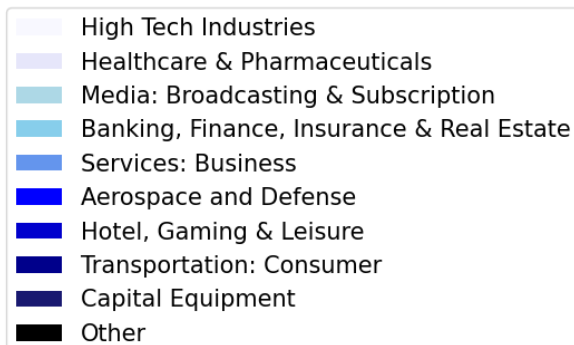 High Tech Industries
Healthcare & Pharmaceuticals
Media: Broadcasting & Subscription
Banking, Finance, Insurance & Real Estate
Services: Business
Aerospace and Defense
Hotel, Gaming & Leisure
Transportation: Consumer
Capital Equipment
Other